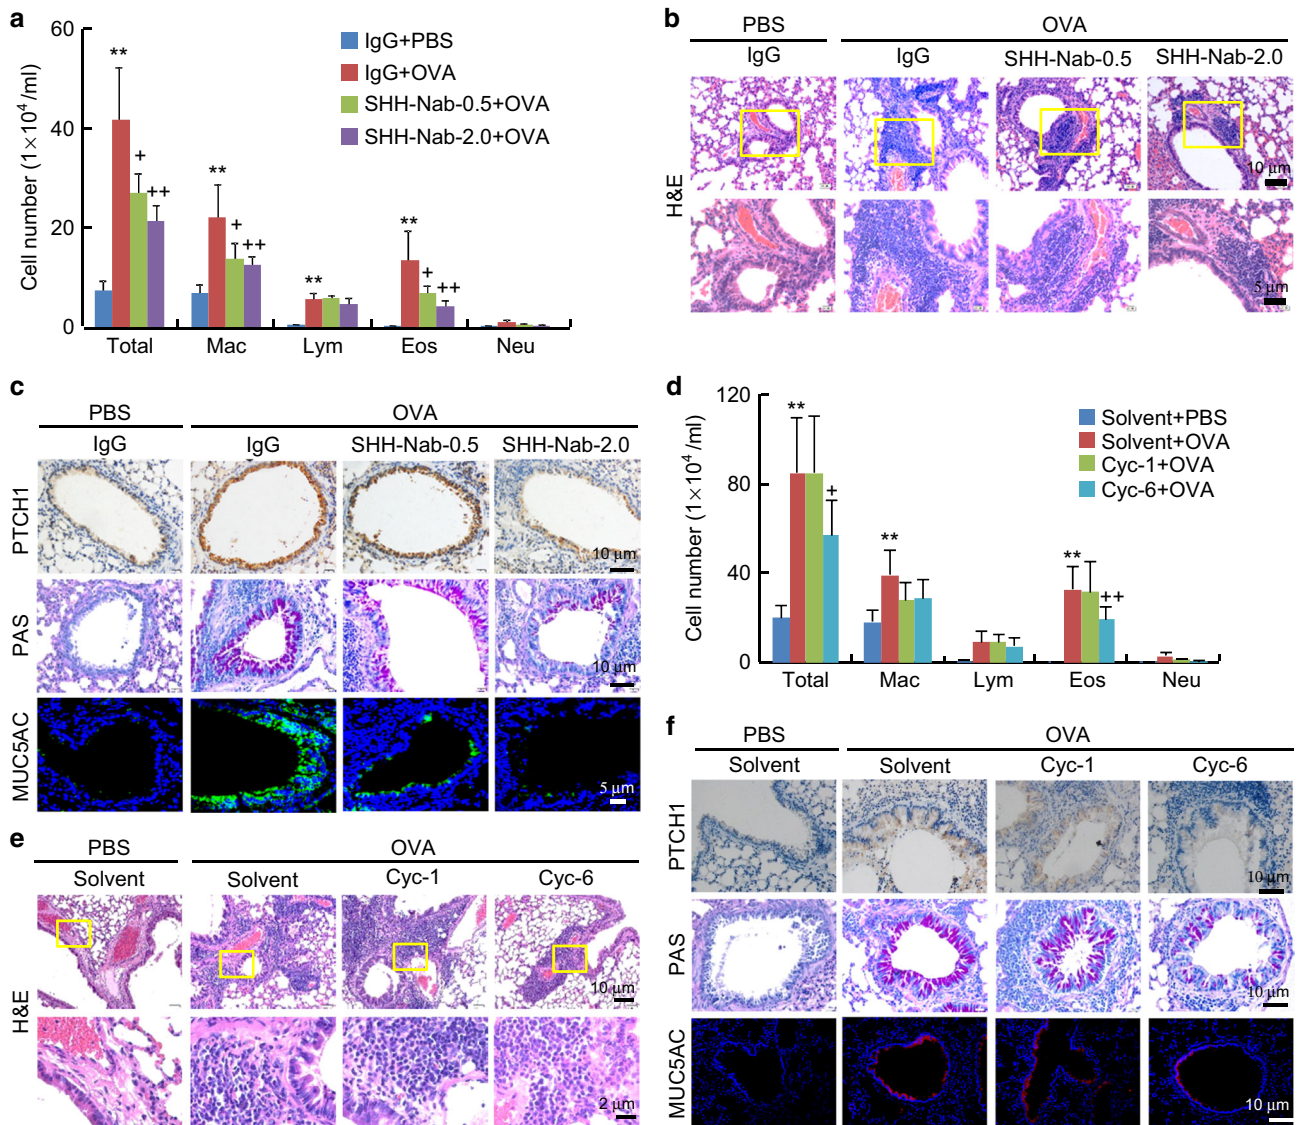 a
60
40
20
0
Cell number (1×10⁴/ml)
IgG+PBS
IgG+OVA
SHH-Nab-0.5+OVA
SHH-Nab-2.0+OVA
**
+
++
**
+
++
**
**
+
++
Total Mac Lym Eos Neu
b
PBS OVA
IgG IgG SHH-Nab-0.5 SHH-Nab-2.0
H&E
10 µm
5 µm
c
PBS OVA
IgG IgG SHH-Nab-0.5 SHH-Nab-2.0
PTCH1
10 µm
PAS
10 µm
MUC5AC
5 µm
d
120
80
40
0
Cell number (1×10⁴/ml)
Solvent+PBS
Solvent+OVA
Cyc-1+OVA
Cyc-6+OVA
**
+
**
**
++
Total Mac Lym Eos Neu
e
PBS OVA
Solvent Solvent Cyc-1 Cyc-6
H&E
10 µm
2 µm
f
PBS OVA
Solvent Solvent Cyc-1 Cyc-6
PTCH1
10 µm
PAS
10 µm
MUC5AC
10 µm